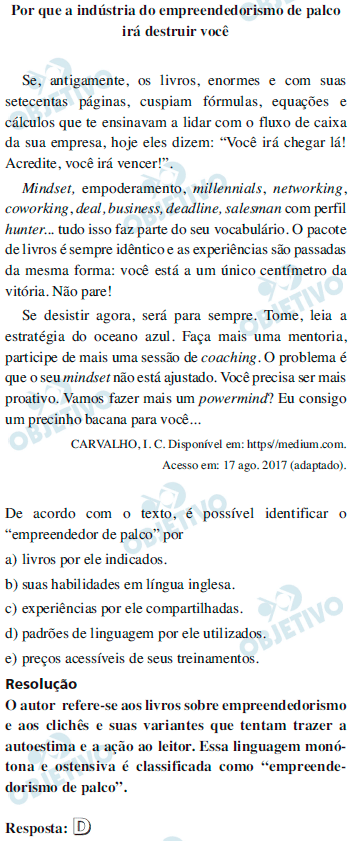 Por que a indústria do empreendedorismo de palco
irá destruir você
Se, antigamente, os livros, enormes e com suas
setecentas páginas, cuspiam fórmulas, equações e
cálculos que te ensinavam a lidar com o fluxo de caixa
da sua empresa, hoje eles dizem: “Você irá chegar lá!
Acredite, você irá vencer!”.
Mindset, empoderamento, millennials, networking,
coworking, deal, business, deadline, salesman com perfil
hunter... tudo isso faz parte do seu vocabulário. O pacote
de livros é sempre idêntico e as experiências são passadas
da mesma forma: você está a um único centímetro da
vitória. Não pare!
Se desistir agora, será para sempre. Tome, leia a
estratégia do oceano azul. Faça mais uma mentoria,
participe de mais uma sessão de coaching. O problema é
que o seu mindset não está ajustado. Você precisa ser mais
proativo. Vamos fazer mais um powermind? Eu consigo
um precinho bacana para você...
CARVALHO, I. C. Disponível em: https//medium.com.
Acesso em: 17 ago. 2017 (adaptado).
De acordo com o texto, é possível identificar o
“empreendedor de palco” por
a) livros por ele indicados.
b) suas habilidades em língua inglesa.
c) experiências por ele compartilhadas.
d) padrões de linguagem por ele utilizados.
e) preços acessíveis de seus treinamentos.
Resolução
O autor refere-se aos livros sobre empreendedorismo
e aos clichês e suas variantes que tentam trazer a
autoestima e a ação ao leitor. Essa linguagem monó-
tona e ostensiva é classificada como “empreende-
dorismo de palco”.
Resposta: D